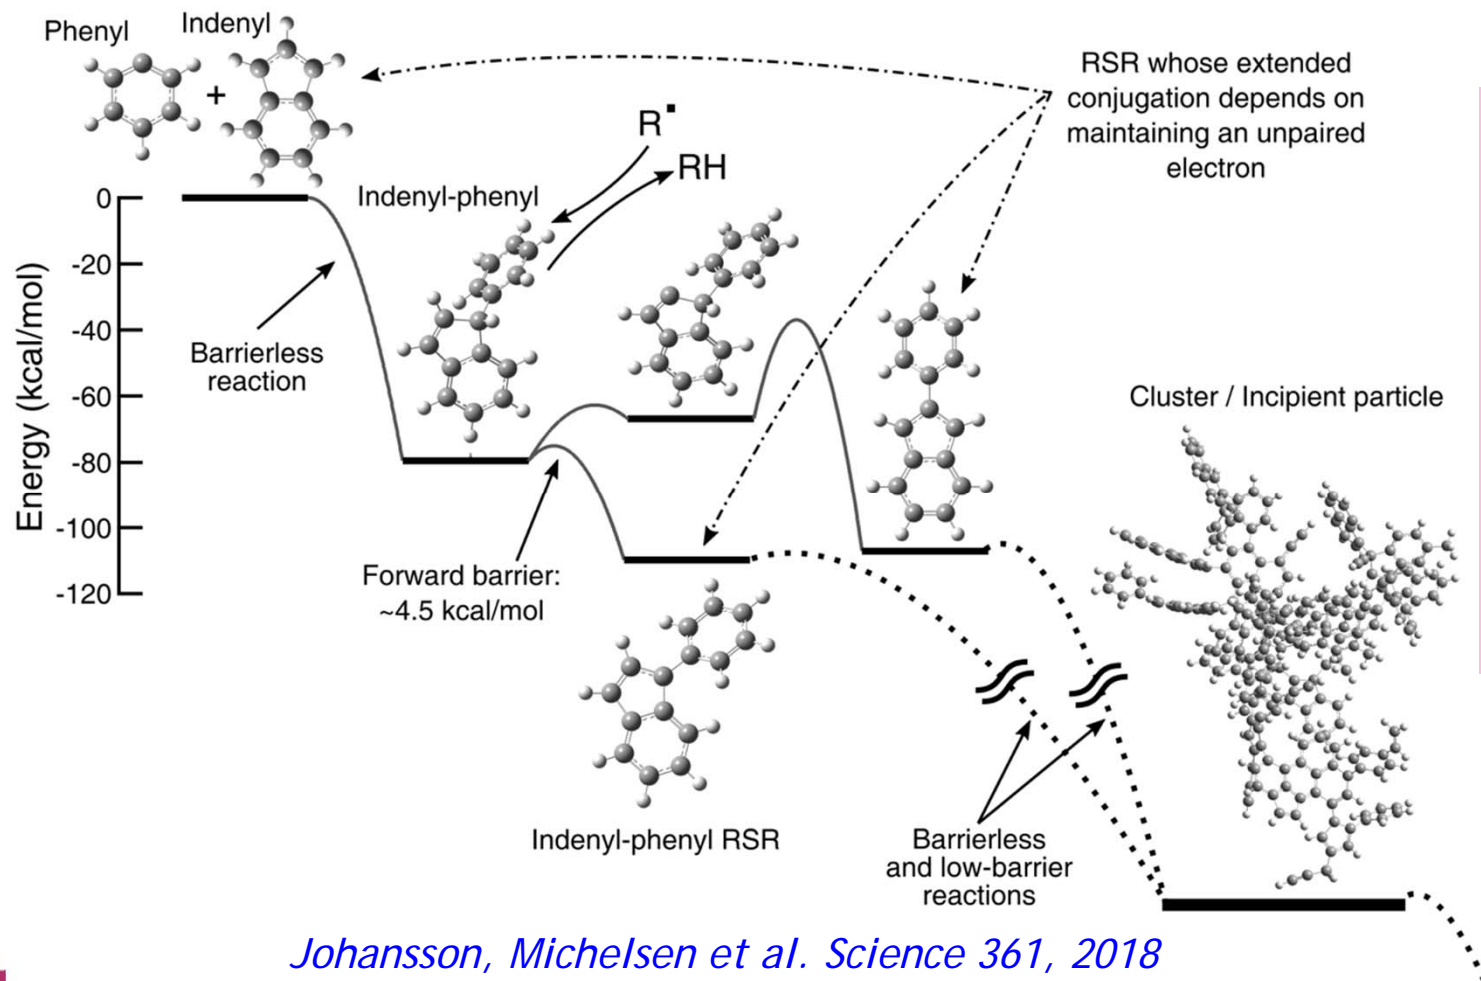 Phenyl
Indenyl
+
R▪
RH
Indenyl-phenyl
RSR whose extended
conjugation depends on
maintaining an unpaired
electron
Energy (kcal/mol)
0
-20
-40
-60
-80
-100
-120
Barrierless
reaction
Forward barrier:
~4.5 kcal/mol
Cluster / Incipient particle
Indenyl-phenyl RSR
Barrierless
and low-barrier
reactions
Johansson, Michelsen et al. Science 361, 2018